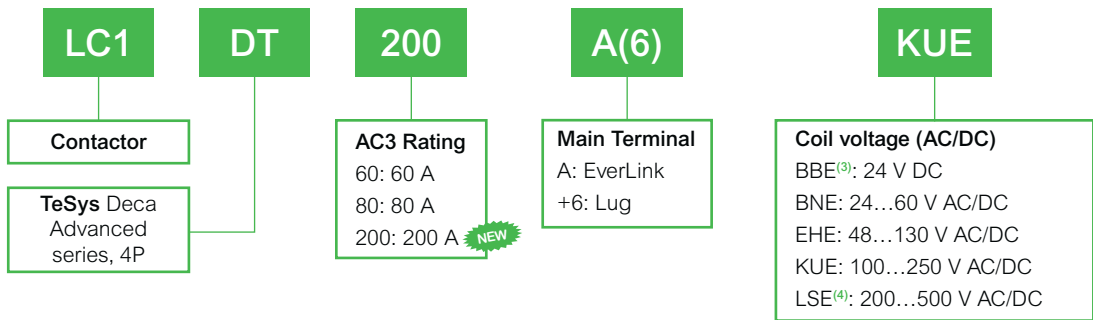 LC1 DT 200 A(6) KUE
Contactor
TeSys Deca
Advanced
series, 4P
AC3 Rating
60: 60 A
80: 80 A
200: 200 A NEW
Main Terminal
A: EverLink
+6: Lug
Coil voltage (AC/DC)
BBE(3): 24 V DC
BNE: 24...60 V AC/DC
EHE: 48...130 V AC/DC
KUE: 100...250 V AC/DC
LSE(4): 200...500 V AC/DC